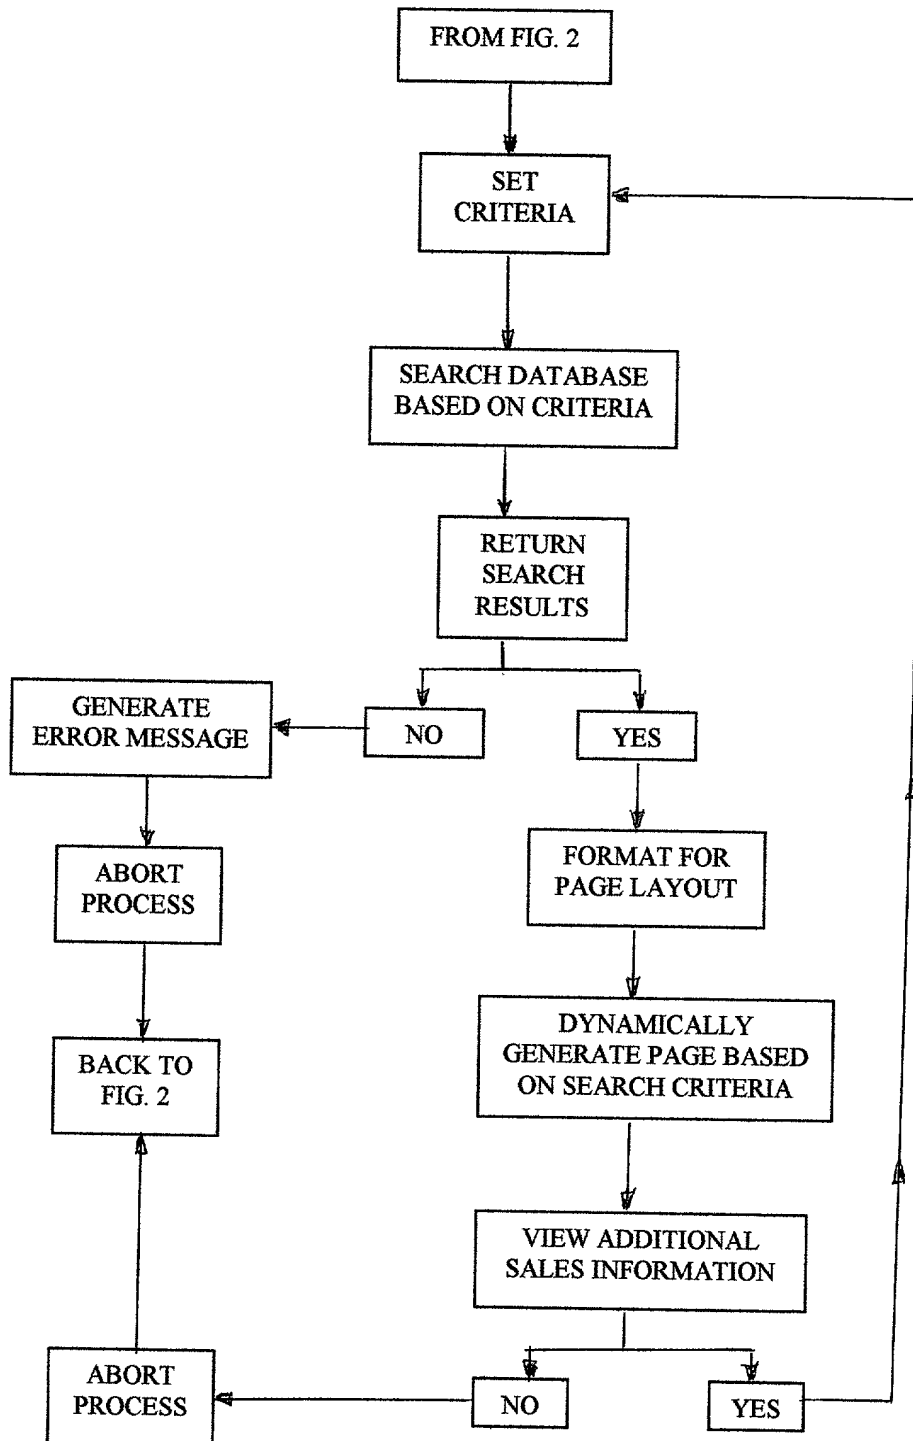 FROM FIG. 2
SET
CRITERIA
SEARCH DATABASE
BASED ON CRITERIA
RETURN
SEARCH
RESULTS
GENERATE
ERROR MESSAGE
NO
YES
ABORT
PROCESS
FORMAT FOR
PAGE LAYOUT
BACK TO
FIG. 2
DYNAMICALLY
GENERATE PAGE BASED
ON SEARCH CRITERIA
VIEW ADDITIONAL
SALES INFORMATION
ABORT
PROCESS
NO
YES